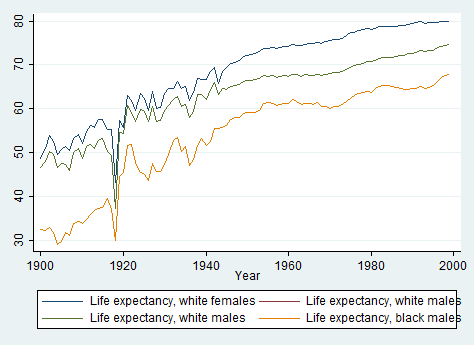 80
70
60
50
40
30
1900 1920 1940 1960 1980 2000
Year
Life expectancy, white females Life expectancy, white males
Life expectancy, white males Life expectancy, black males